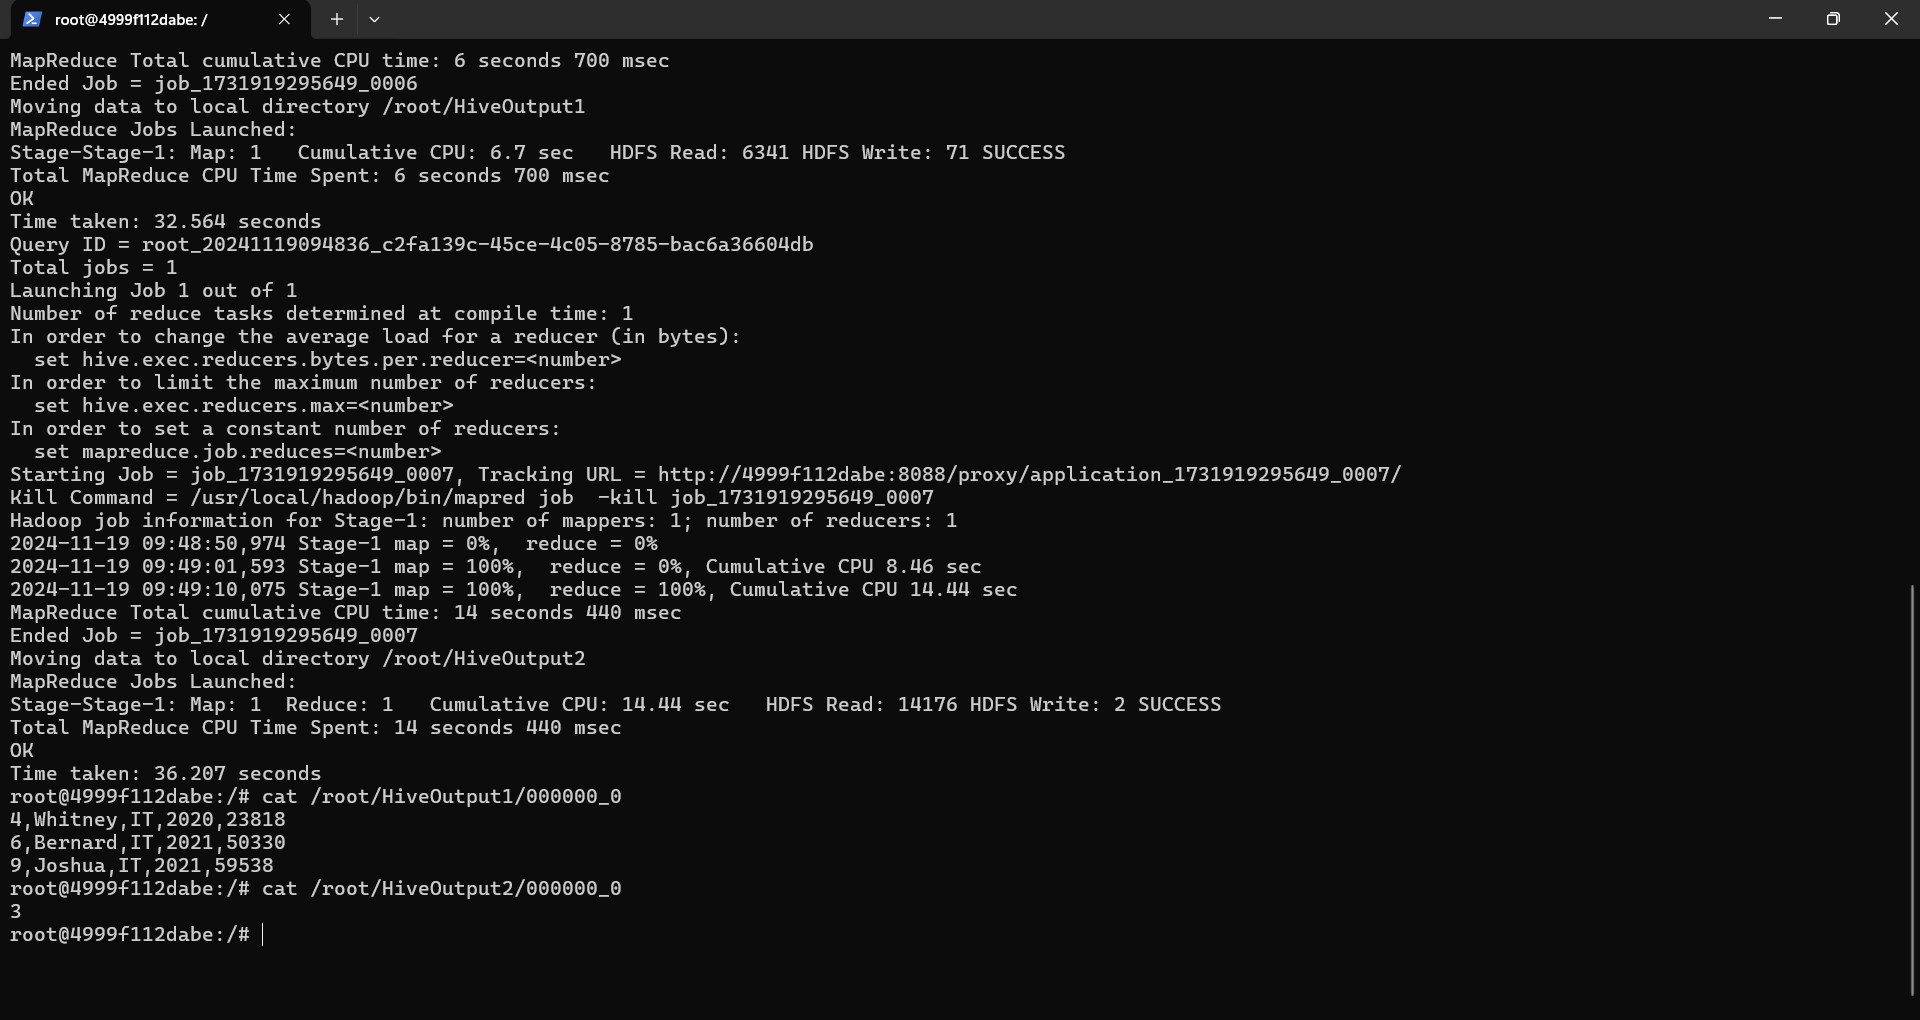 root@4999f112dabe: /
MapReduce Total cumulative CPU time: 6 seconds 700 msec
Ended Job = job_1731919295649_0006
Moving data to local directory /root/HiveOutput1
MapReduce Jobs Launched:
Stage-Stage-1: Map: 1   Cumulative CPU: 6.7 sec   HDFS Read: 6341 HDFS Write: 71 SUCCESS
Total MapReduce CPU Time Spent: 6 seconds 700 msec
OK
Time taken: 32.564 seconds
Query ID = root_20241119094836_c2fa139c-45ce-4c05-8785-bac6a36604db
Total jobs = 1
Launching Job 1 out of 1
Number of reduce tasks determined at compile time: 1
In order to change the average load for a reducer (in bytes):
  set hive.exec.reducers.bytes.per.reducer=<number>
In order to limit the maximum number of reducers:
  set hive.exec.reducers.max=<number>
In order to set a constant number of reducers:
  set mapreduce.job.reduces=<number>
Starting Job = job_1731919295649_0007, Tracking URL = http://4999f112dabe:8088/proxy/application_1731919295649_0007/
Kill Command = /usr/local/hadoop/bin/mapred job  -kill job_1731919295649_0007
Hadoop job information for Stage-1: number of mappers: 1; number of reducers: 1
2024-11-19 09:48:50,974 Stage-1 map = 0%,  reduce = 0%
2024-11-19 09:49:01,593 Stage-1 map = 100%,  reduce = 0%, Cumulative CPU 8.46 sec
2024-11-19 09:49:10,075 Stage-1 map = 100%,  reduce = 100%, Cumulative CPU 14.44 sec
MapReduce Total cumulative CPU time: 14 seconds 440 msec
Ended Job = job_1731919295649_0007
Moving data to local directory /root/HiveOutput2
MapReduce Jobs Launched:
Stage-Stage-1: Map: 1  Reduce: 1   Cumulative CPU: 14.44 sec   HDFS Read: 14176 HDFS Write: 2 SUCCESS
Total MapReduce CPU Time Spent: 14 seconds 440 msec
OK
Time taken: 36.207 seconds
root@4999f112dabe:/# cat /root/HiveOutput1/000000_0
4,Whitney,IT,2020,23818
6,Bernard,IT,2021,50330
9,Joshua,IT,2021,59538
root@4999f112dabe:/# cat /root/HiveOutput2/000000_0
3
root@4999f112dabe:/#